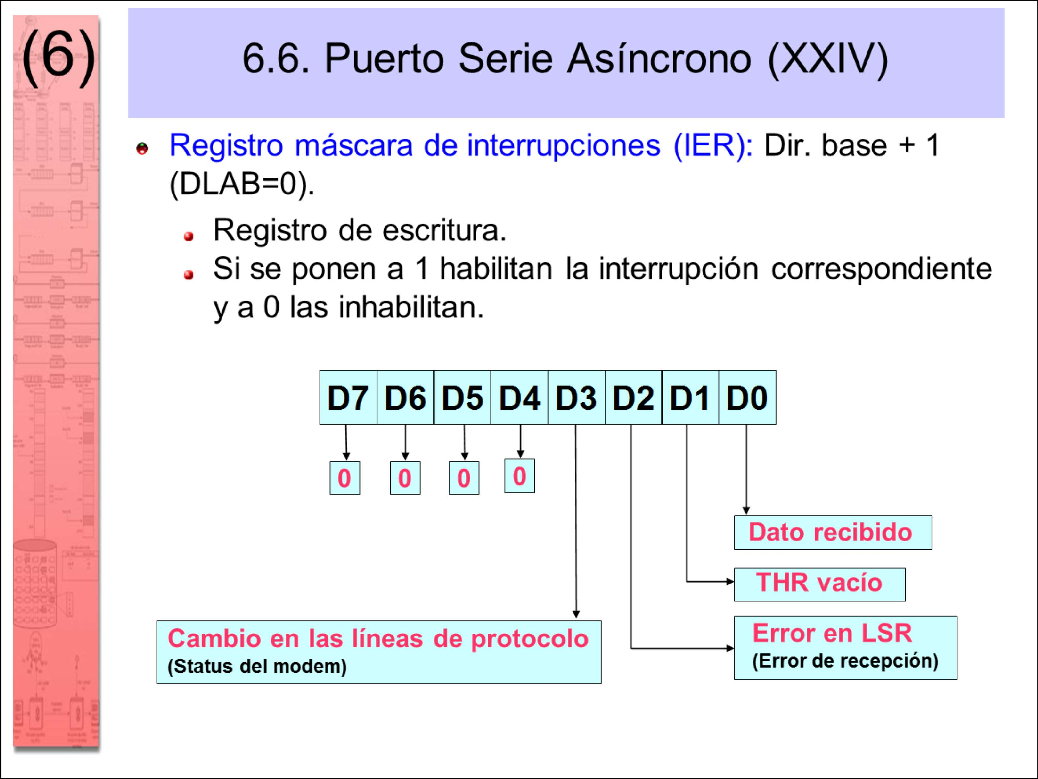 (6)
6.6. Puerto Serie Asíncrono (XXIV)
Registro máscara de interrupciones (IER): Dir. base + 1
(DLAB=0).
Registro de escritura.
Si se ponen a 1 habilitan la interrupción correspondiente
y a 0 las inhabilitan.
D7 D6 D5 D4 D3 D2 D1 D0
0 0 0 0
Dato recibido
THR vacío
Error en LSR
(Error de recepción)
Cambio en las líneas de protocolo
(Status del modem)